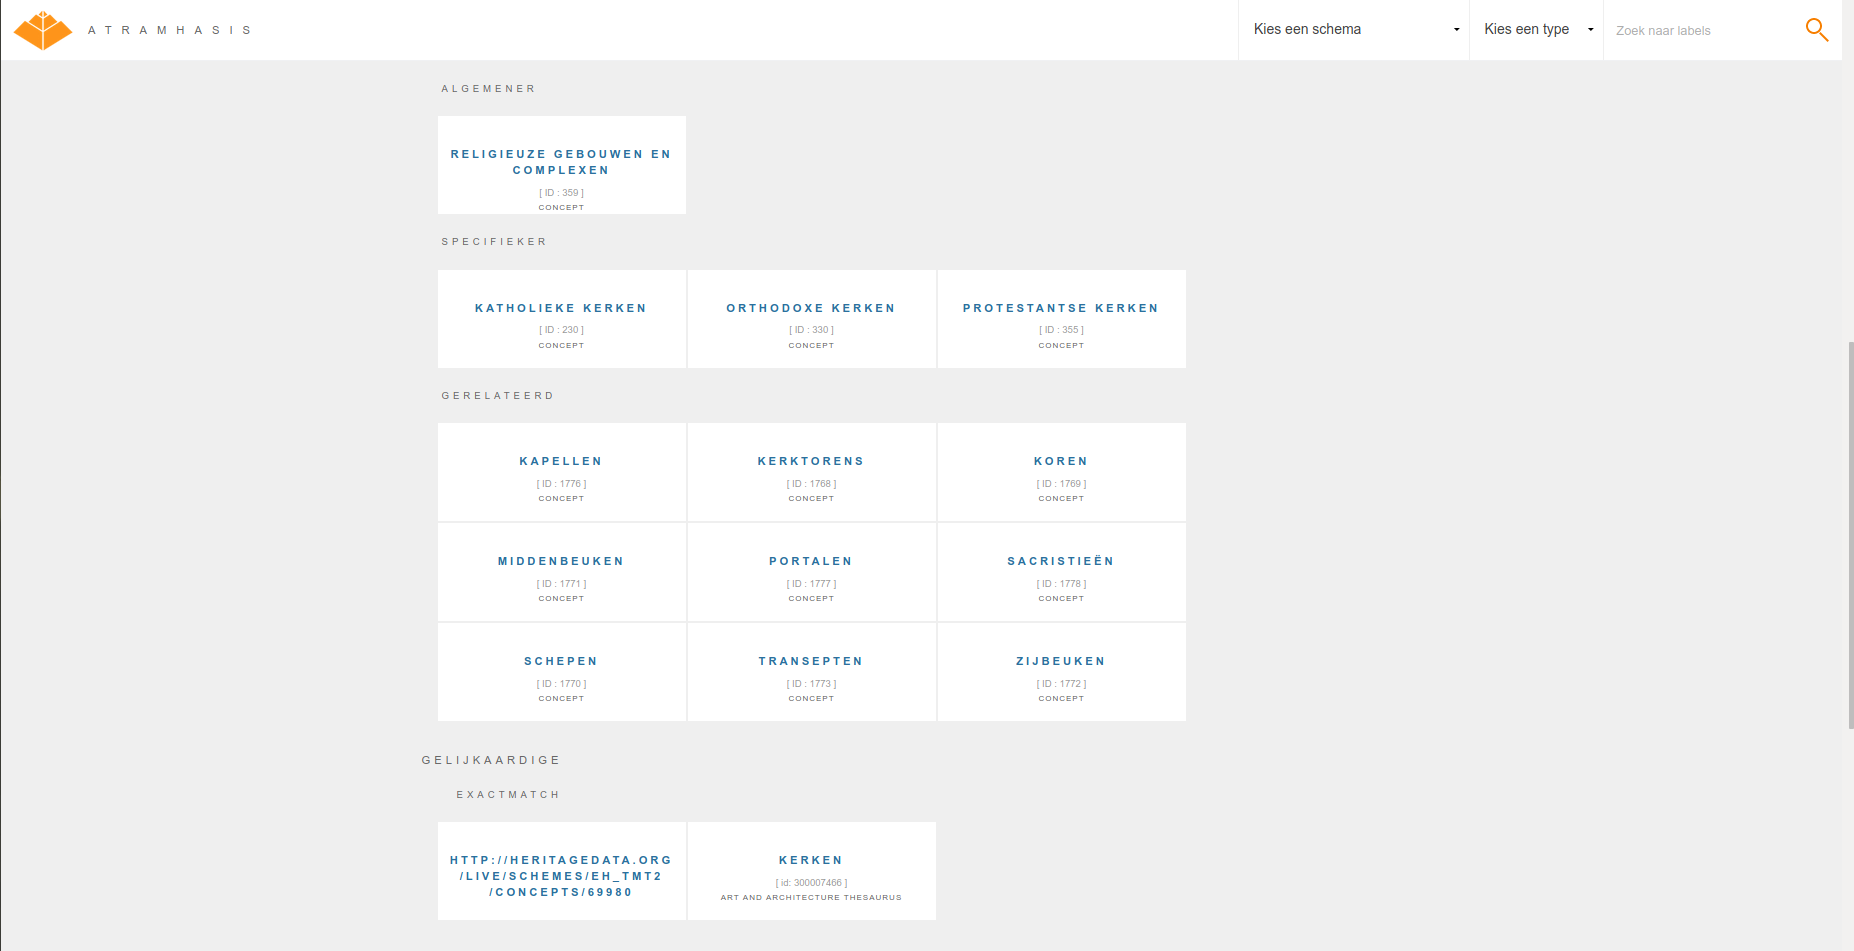 ATRAMHASIS
Kies een schema
Kies een type
Zoek naar labels
ALGEMENER
RELIGIEUZE GEBOUWEN EN
COMPLEXEN
[ ID : 359 ]
CONCEPT
SPECIFIEKER
KATHOLIEKE KERKEN
[ ID : 230 ]
CONCEPT
ORTHODOXE KERKEN
[ ID : 330 ]
CONCEPT
PROTESTANTSE KERKEN
[ ID : 355 ]
CONCEPT
GERELATEERD
KAPELLEN
[ ID : 1776 ]
CONCEPT
KERKTORENS
[ ID : 1768 ]
CONCEPT
KOREN
[ ID : 1769 ]
CONCEPT
MIDDENBEUKEN
[ ID : 1771 ]
CONCEPT
PORTALEN
[ ID : 1777 ]
CONCEPT
SACRISTIEËN
[ ID : 1778 ]
CONCEPT
SCHEPEN
[ ID : 1770 ]
CONCEPT
TRANSEPTEN
[ ID : 1773 ]
CONCEPT
ZIJBEUKEN
[ ID : 1772 ]
CONCEPT
GELIJKAARDIGE
EXACTMATCH
HTTP://HERITAGEDATA.ORG
/LIVE/SCHEMES/EH_TMT2
/CONCEPTS/69980
KERKEN
[ id: 300007466 ]
ART AND ARCHITECTURE THESAURUS